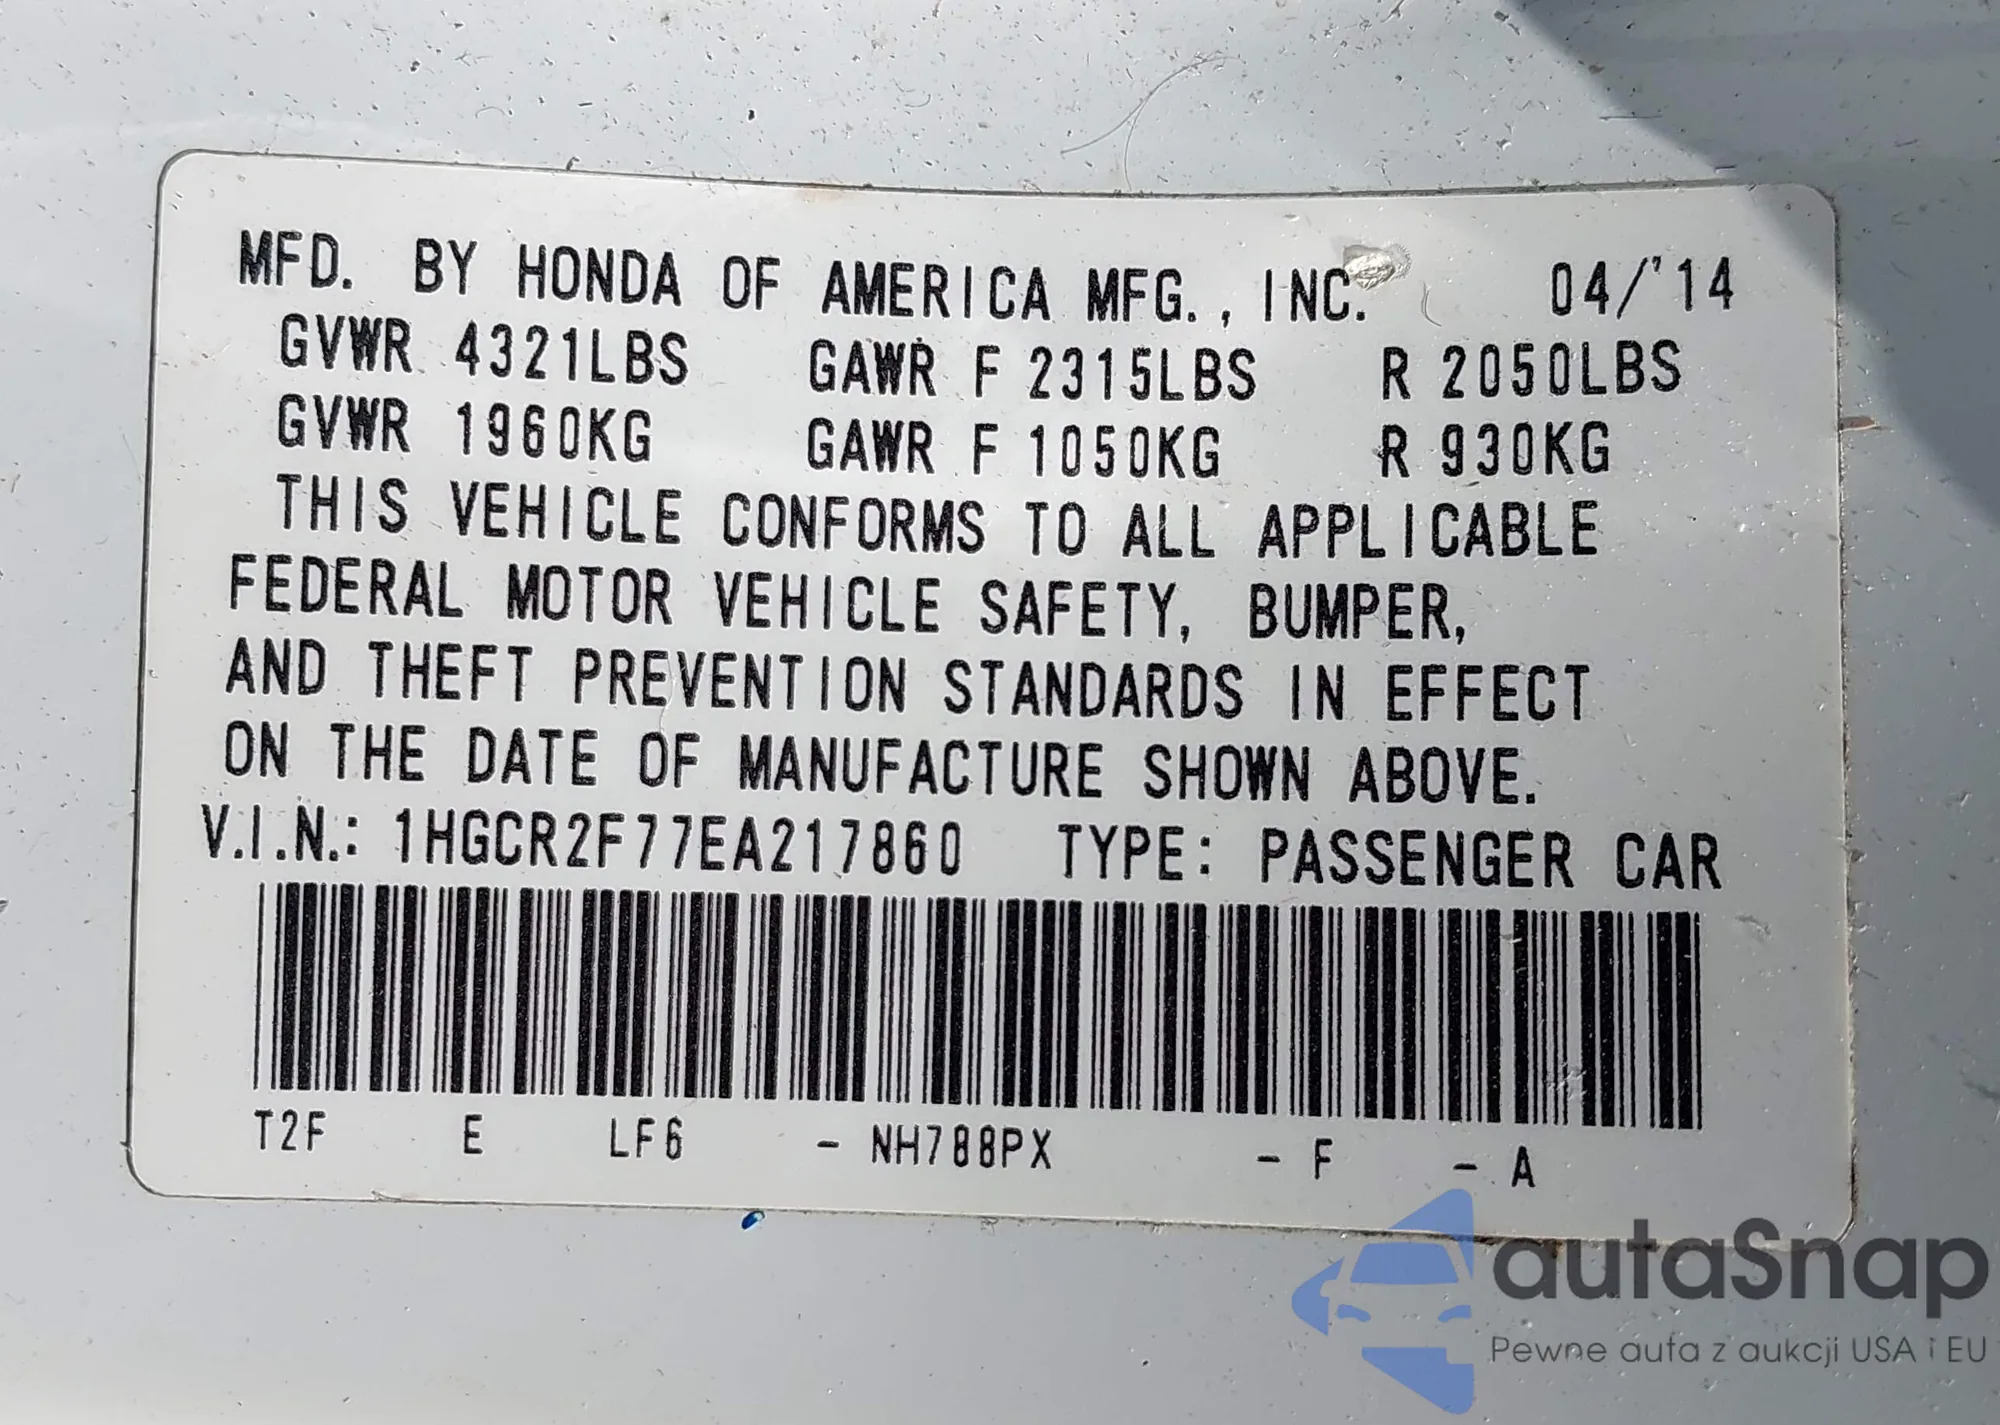 MFD. BY HONDA OF AMERICA MFG., INC. 04/'14
GVWR 4321LBS GAWR F 2315LBS R 2050LBS
GVWR 1960KG GAWR F 1050KG R 930KG
THIS VEHICLE CONFORMS TO ALL APPLICABLE
FEDERAL MOTOR VEHICLE SAFETY, BUMPER,
AND THEFT PREVENTION STANDARDS IN EFFECT
ON THE DATE OF MANUFACTURE SHOWN ABOVE.
V.I.N.: 1HGCR2F77EA217860 TYPE: PASSENGER CAR
T2F E LF6 - NH788PX - F - A
autaSnap
Pewne auta z aukcji USA i EU